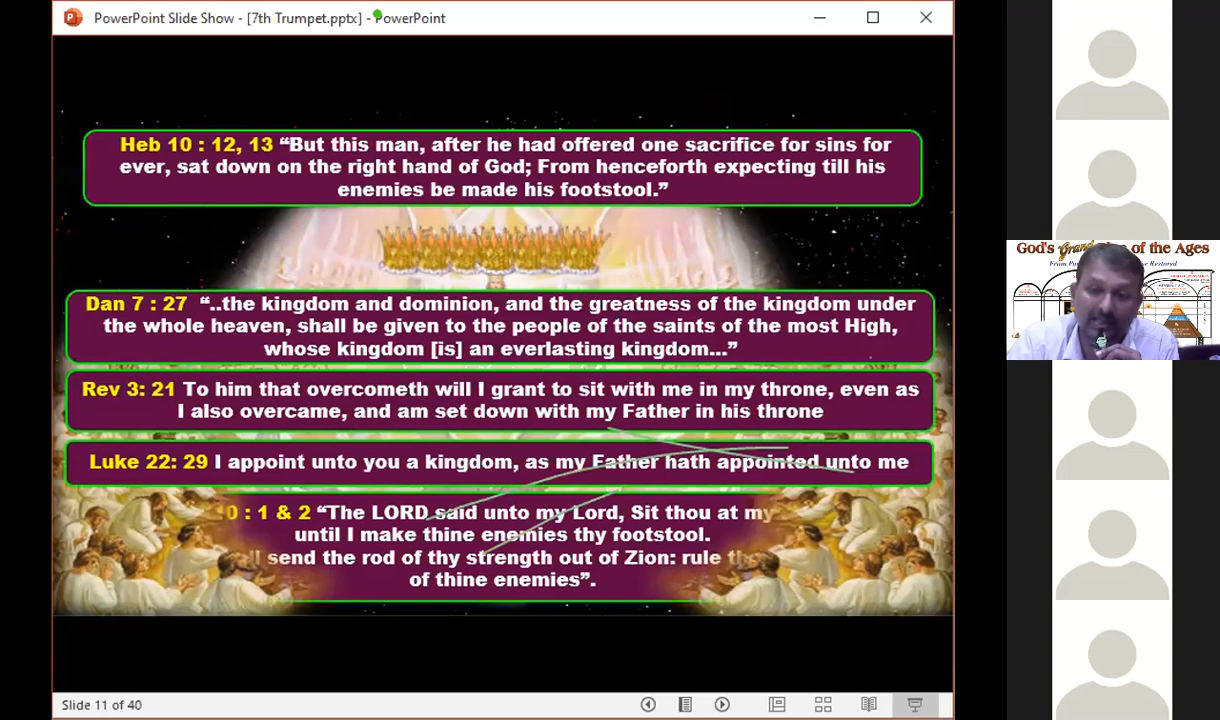 PowerPoint Slide Show - [7th Trumpet.pptx] - PowerPoint
Heb 10 : 12, 13 “But this man, after he had offered one sacrifice for sins for
ever, sat down on the right hand of God; From henceforth expecting till his
enemies be made his footstool.”
Dan 7 : 27 “..the kingdom and dominion, and the greatness of the kingdom under
the whole heaven, shall be given to the people of the saints of the most High,
whose kingdom [is] an everlasting kingdom...”
Rev 3: 21 To him that overcometh will I grant to sit with me in my throne, even as
I also overcame, and am set down with my Father in his throne
Luke 22: 29 I appoint unto you a kingdom, as my Father hath appointed unto me
0 : 1 & 2 “The LORD said unto my Lord, Sit thou at my
until I make thine enemies thy footstool.
send the rod of thy strength out of Zion: rule
of thine enemies”.
Slide 11 of 40
God's Grand of the Ages
Restored